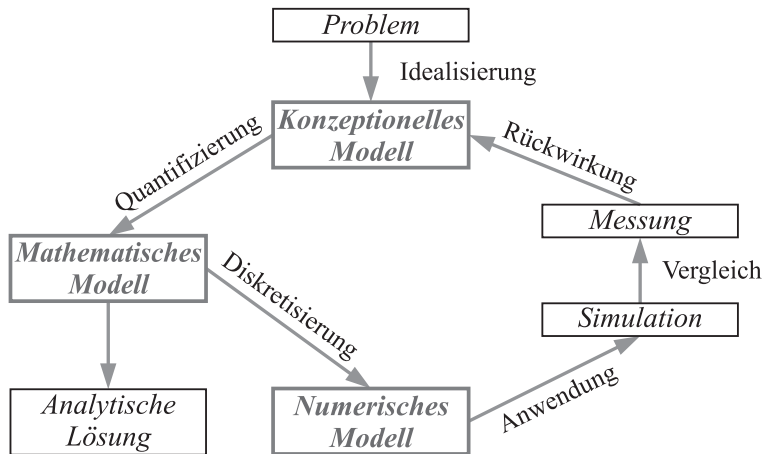 Problem
Idealisierung
Konzeptionelles
Modell
Quantifizierung
Rückwirkung
Messung
Mathematisches
Modell
Diskretisierung
Vergleich
Simulation
Analytische
Lösung
Numerisches
Modell
Anwendung